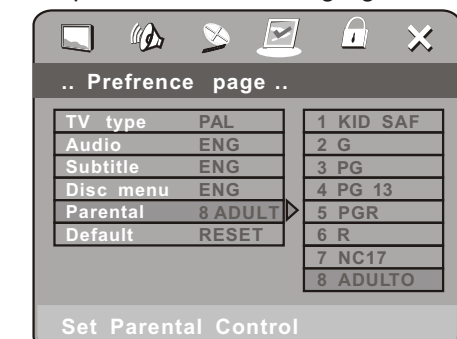 .. Prefrence page ..
TV type PAL
Audio ENG
Subtitle ENG
Disc menu ENG
Parental 8 ADULT
Default RESET
1 KID SAF
2 G
3 PG
4 PG 13
5 PGR
6 R
7 NC17
8 ADULTO
Set Parental Control